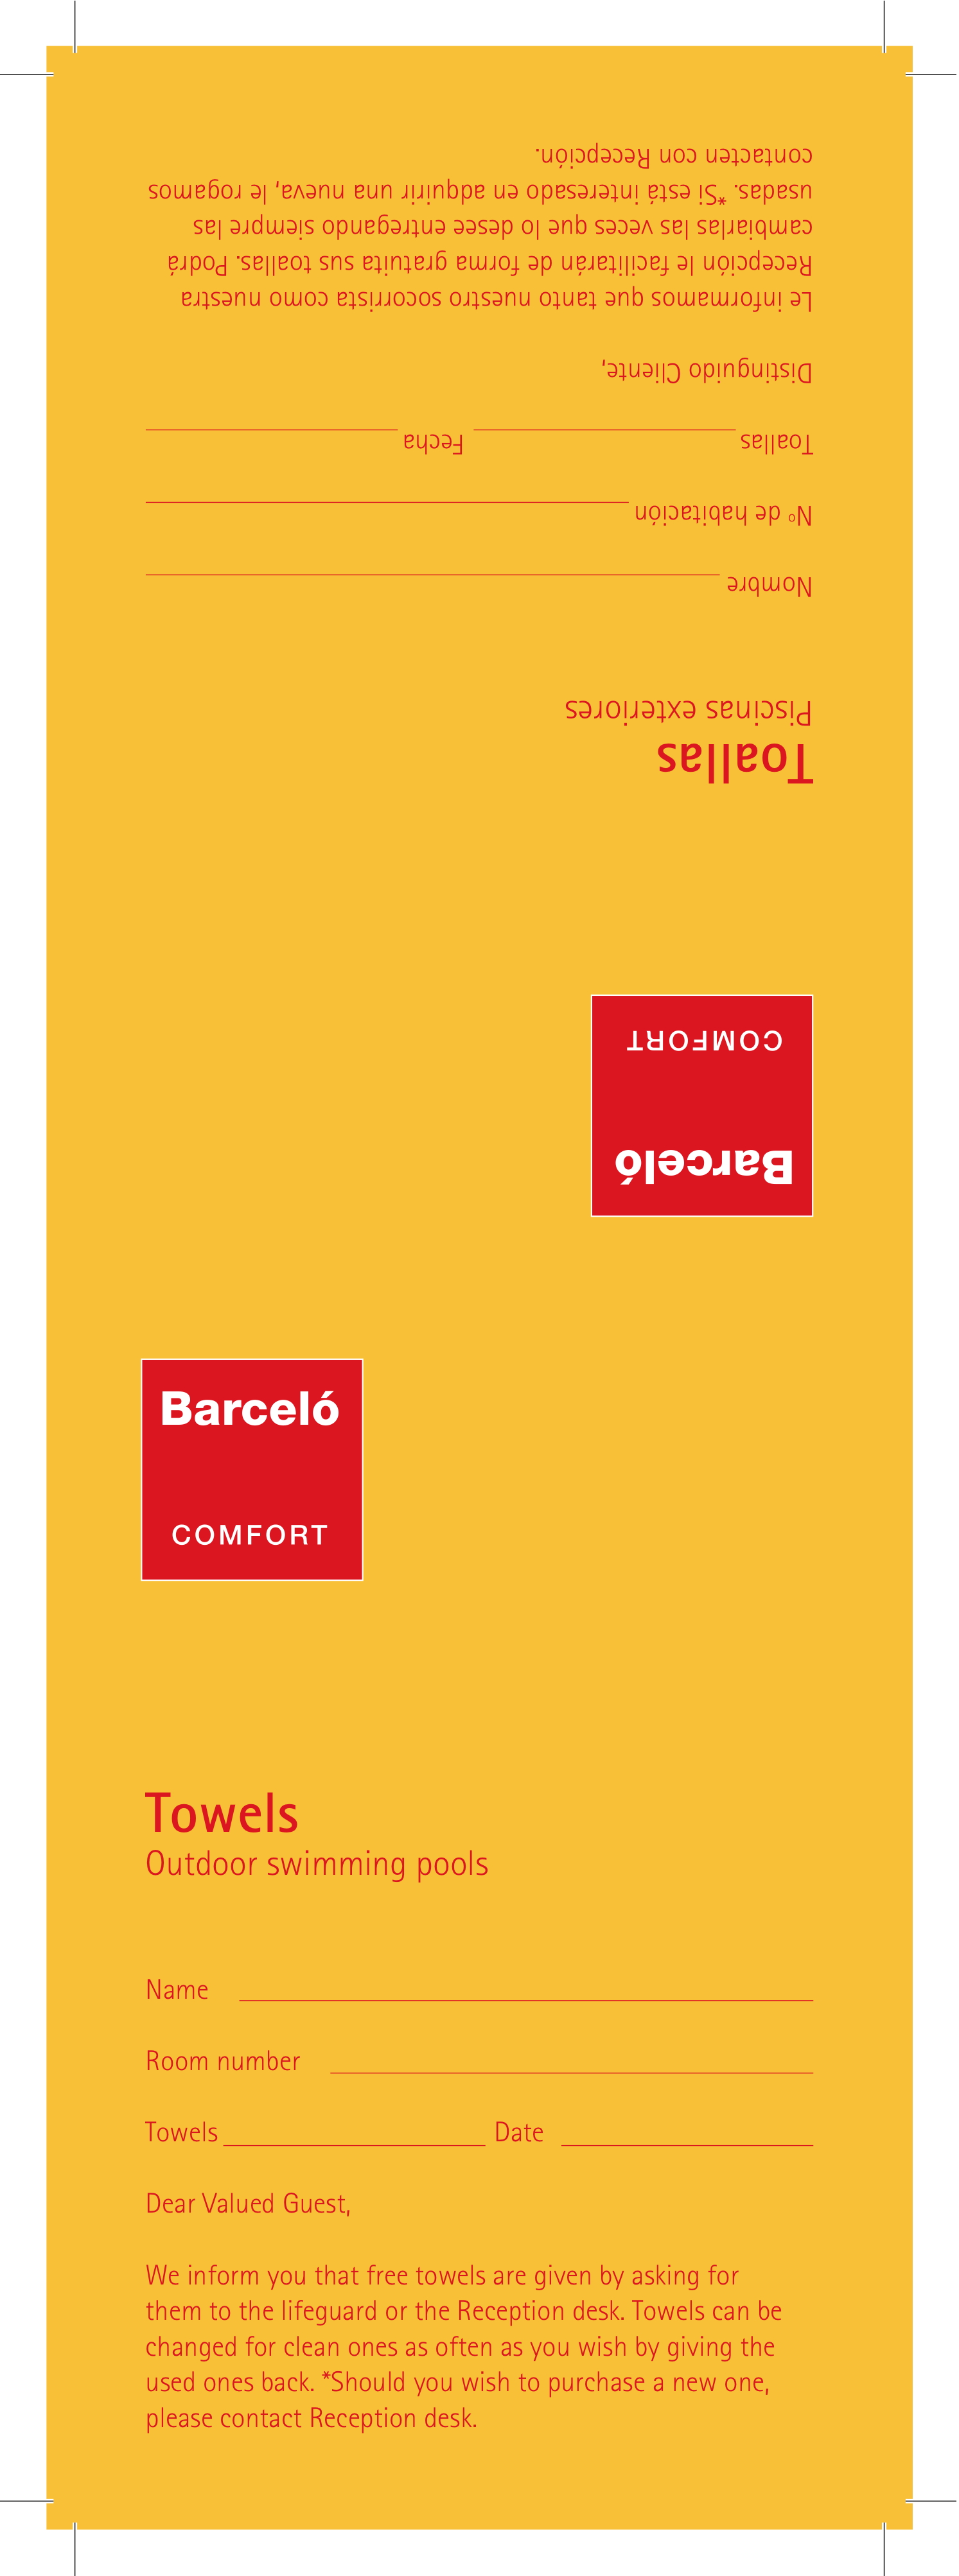 Toallas
Piscinas exteriores
Nombre
Nº de habitación
Toallas Fecha
Distinguido Cliente,
Le informamos que tanto nuestro socorrista como nuestra
Recepción le facilitarán de forma gratuita sus toallas. Podrá
cambiarlas las veces que lo desee entregando siempre las
usadas. *Si está interesado en adquirir una nueva, le rogamos
contacten con Recepción.
Barceló
COMFORT
Barceló
COMFORT
Towels
Outdoor swimming pools
Name
Room number
Towels Date
Dear Valued Guest,
We inform you that free towels are given by asking for
them to the lifeguard or the Reception desk. Towels can be
changed for clean ones as often as you wish by giving the
used ones back. *Should you wish to purchase a new one,
please contact Reception desk.